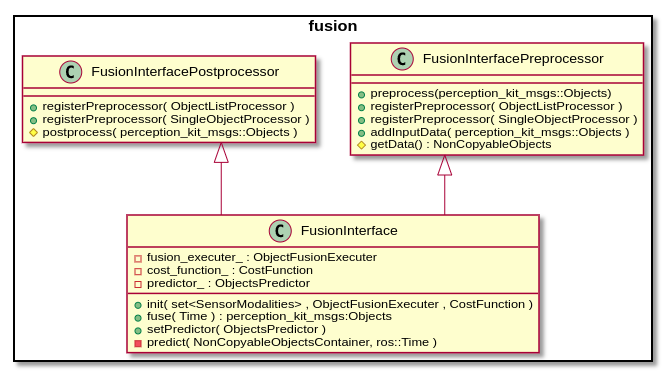 fusion
C FusionInterfacePostprocessor
registerPreprocessor( ObjectListProcessor )
registerPreprocessor( SingleObjectProcessor )
postprocess( perception_kit_msgs::Objects )
C FusionInterfacePreprocessor
preprocess(perception_kit_msgs::Objects)
registerPreprocessor( ObjectListProcessor )
registerPreprocessor( SingleObjectProcessor )
addInputData( perception_kit_msgs::Objects )
getData() : NonCopyableObjects
C FusionInterface
fusion_executer_ : ObjectFusionExecuter
cost_function_ : CostFunction
predictor_ : ObjectsPredictor
init( set<SensorModalities> , ObjectFusionExecuter , CostFunction )
fuse( Time ) : perception_kit_msgs:Objects
setPredictor( ObjectsPredictor )
predict( NonCopyableObjectsContainer, ros::Time )